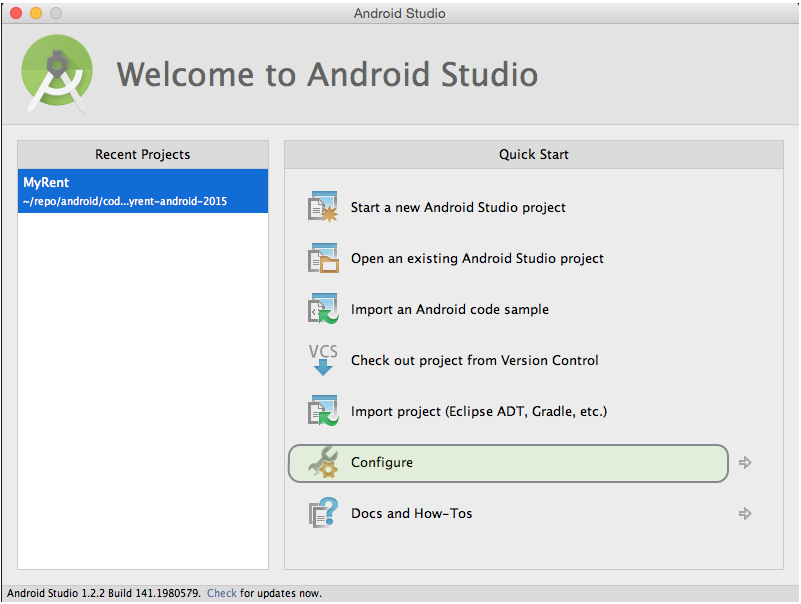 Android Studio
Welcome to Android Studio
Recent Projects
MyRent
~/repo/android/cod...yrent-android-2015
Quick Start
Start a new Android Studio project
Open an existing Android Studio project
Import an Android code sample
VCS
Check out project from Version Control
Import project (Eclipse ADT, Gradle, etc.)
Configure
Docs and How-Tos
Android Studio 1.2.2 Build 141.1980579. Check for updates now.